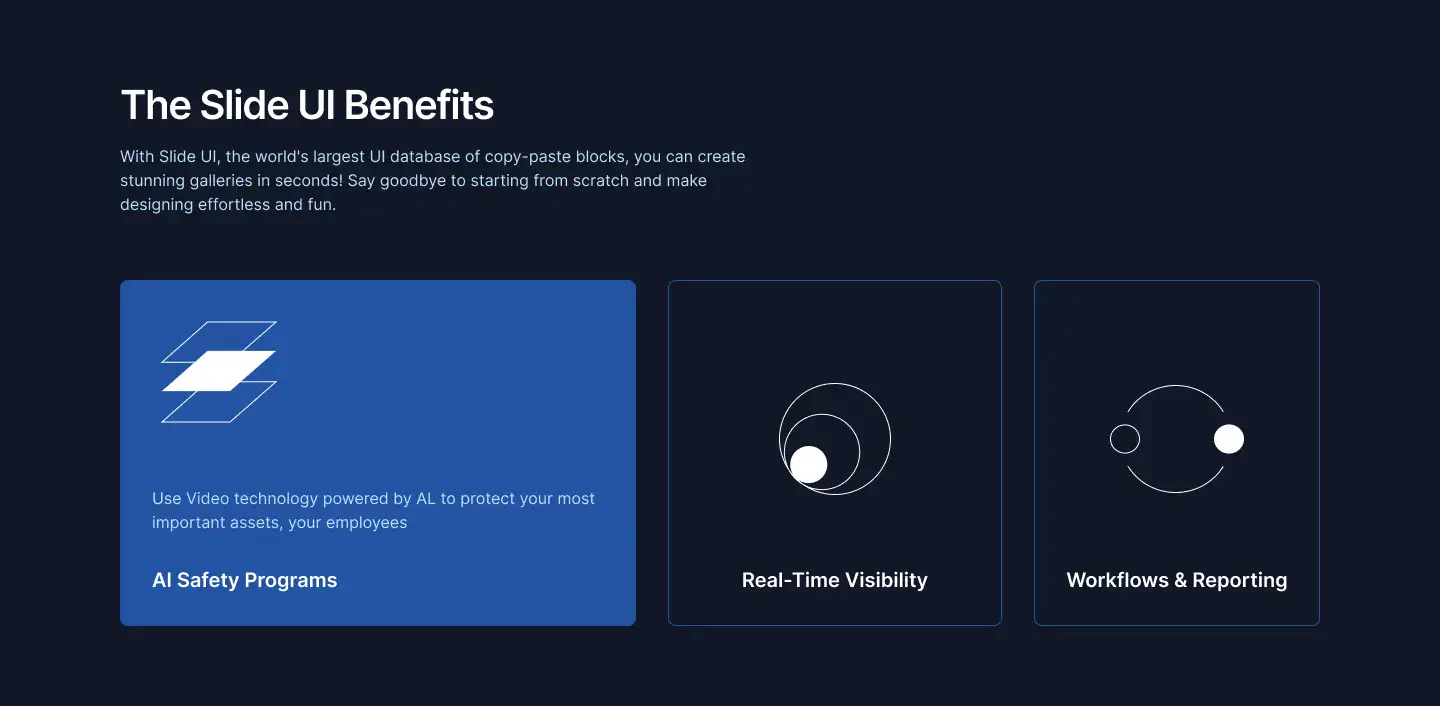 The Slide UI Benefits
With Slide UI, the world's largest UI database of copy-paste blocks, you can create
stunning galleries in seconds! Say goodbye to starting from scratch and make
designing effortless and fun.
Use Video technology powered by AL to protect your most
important assets, your employees
AI Safety Programs
Real-Time Visibility
Workflows & Reporting